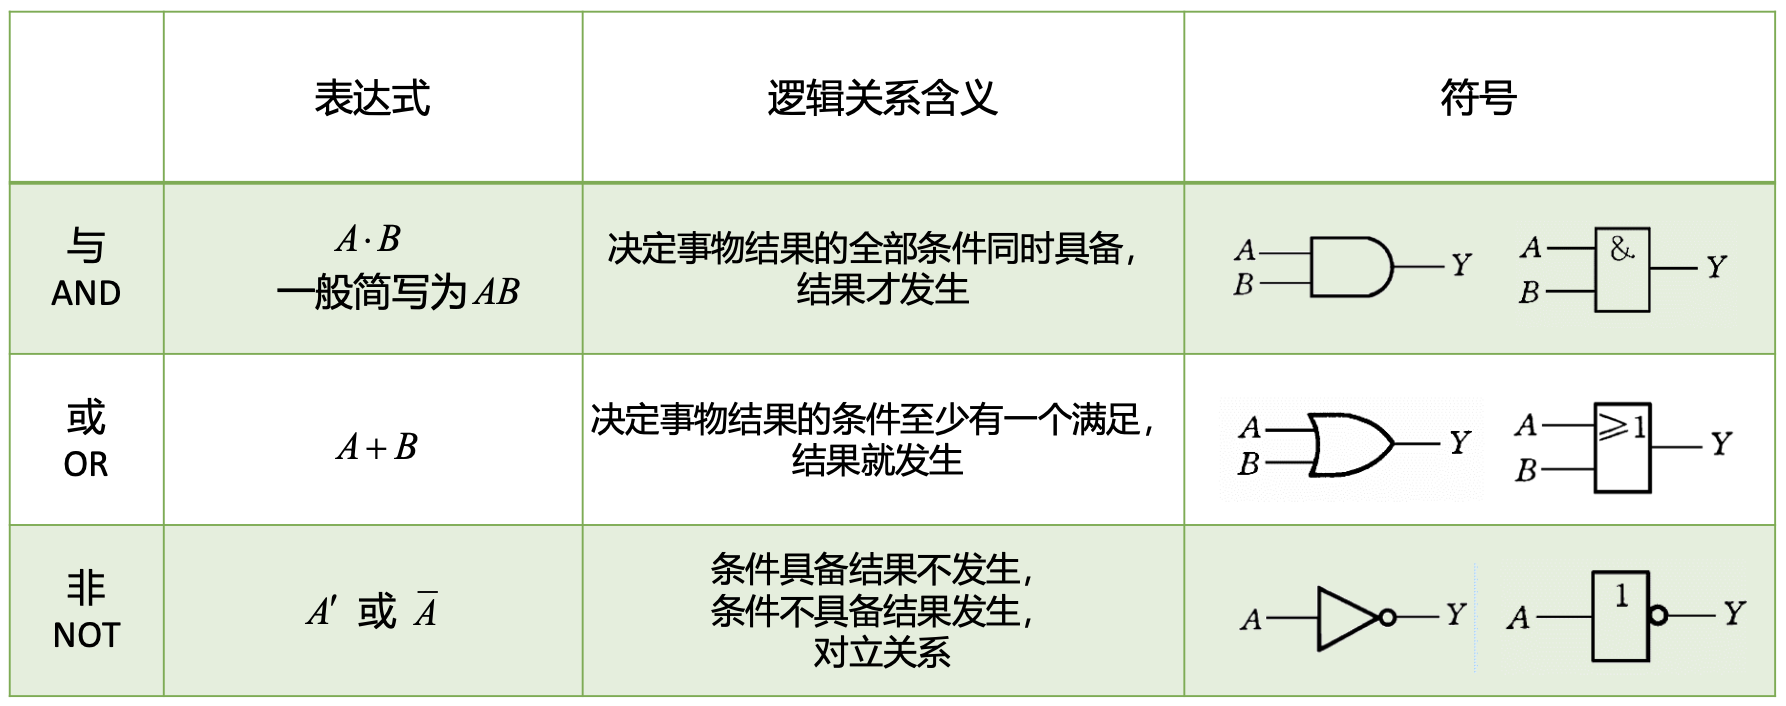 表达式
逻辑关系含义
符号
与
AND
A·B
一般简写为AB
决定事物结果的全部条件同时具备，
结果才发生
A
B
Y
A
B
&
Y
或
OR
A+B
决定事物结果的条件至少有一个满足，
结果就发生
A
B
Y
A
B
≥1
Y
非
NOT
A′ 或 A̅
条件具备结果不发生，
条件不具备结果发生，
对立关系
A
Y
A
1
Y